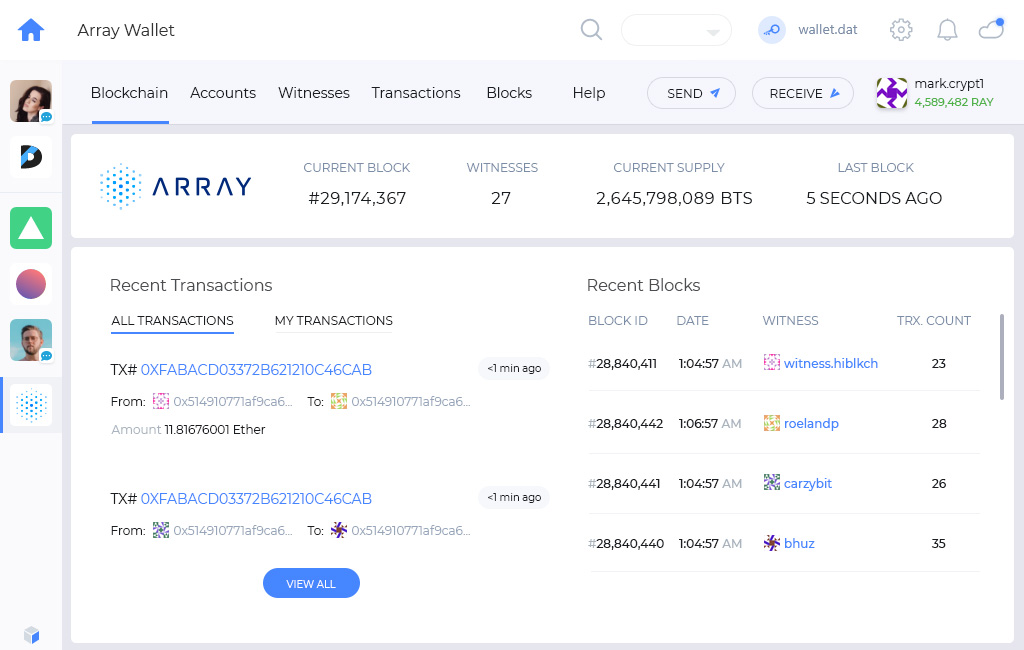 Array Wallet
wallet.dat
Blockchain Accounts Witnesses Transactions Blocks Help
SEND
RECEIVE
mark.crypt1
4,589,482 RAY
ARRAY
CURRENT BLOCK WITNESSES CURRENT SUPPLY LAST BLOCK
#29,174,367 27 2,645,798,089 BTS 5 SECONDS AGO
Recent Transactions
ALL TRANSACTIONS MY TRANSACTIONS
TX# 0XFABACD03372B621210C46CAB <1 min ago
From: 0x514910771af9ca6... To: 0x514910771af9ca6...
Amount 11.81676001 Ether
TX# 0XFABACD03372B621210C46CAB <1 min ago
From: 0x514910771af9ca6... To: 0x514910771af9ca6...
VIEW ALL
Recent Blocks
BLOCK ID DATE WITNESS TRX. COUNT
#28,840,411 1:04:57 AM witness.hiblkch 23
#28,840,442 1:06:57 AM roelandp 28
#28,840,441 1:04:57 AM carzybit 26
#28,840,440 1:04:57 AM bhuz 35